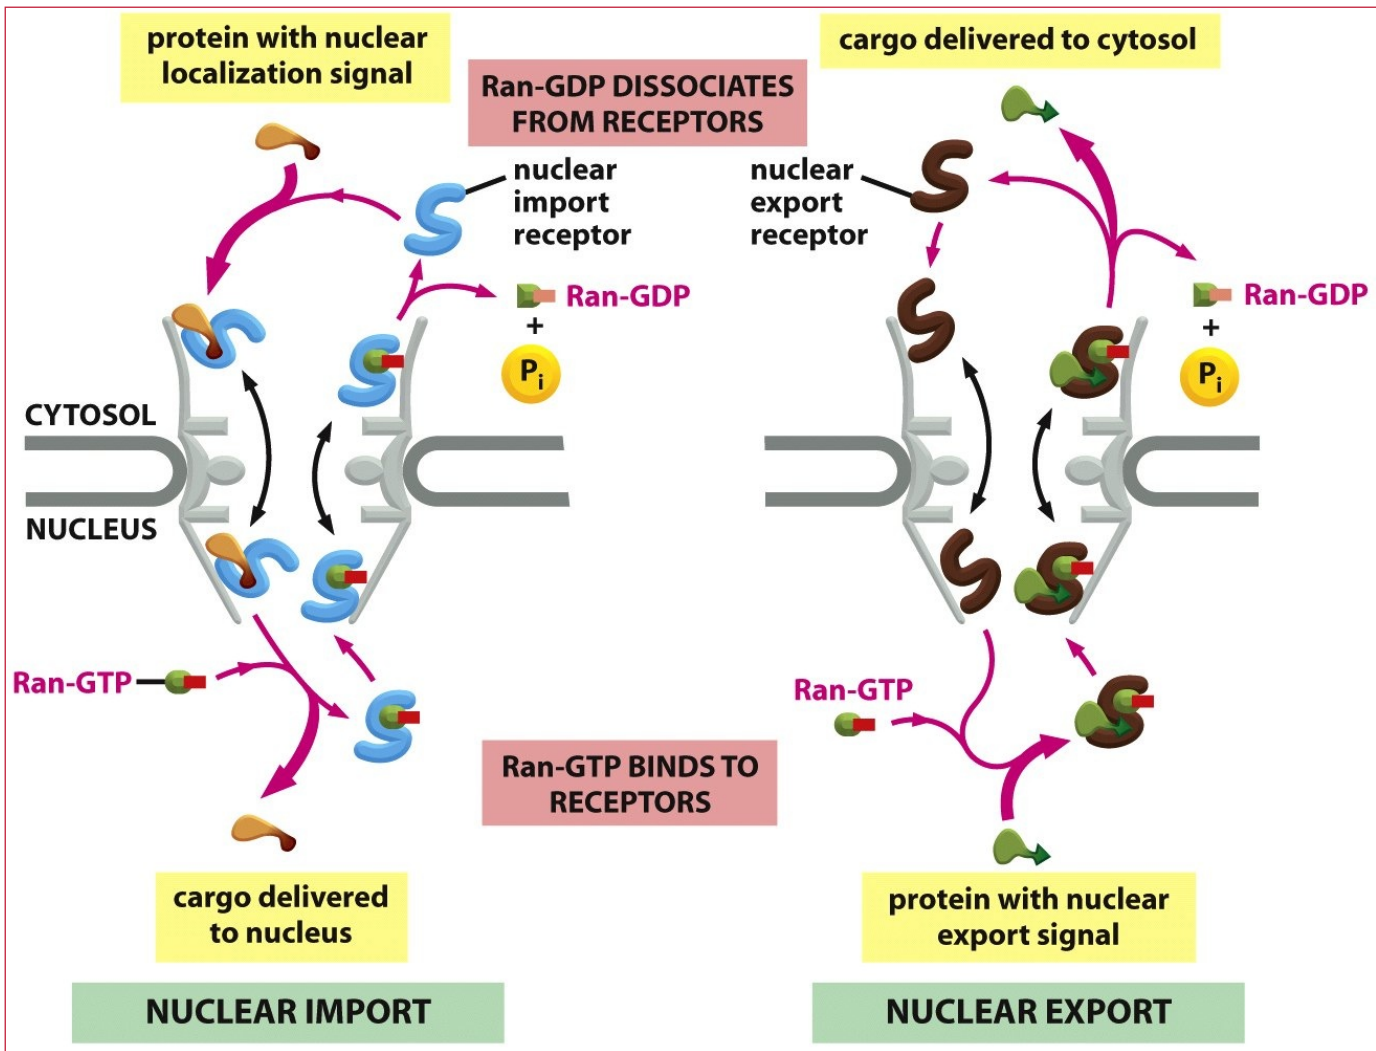 protein with nuclear
localization signal
Ran-GDP DISSOCIATES
FROM RECEPTORS
cargo delivered to cytosol
nuclear
import
receptor
nuclear
export
receptor
Ran-GDP
+
Pi
Ran-GDP
+
Pi
CYTOSOL
NUCLEUS
Ran-GTP
Ran-GTP
Ran-GTP BINDS TO
RECEPTORS
cargo delivered
to nucleus
protein with nuclear
export signal
NUCLEAR IMPORT
NUCLEAR EXPORT